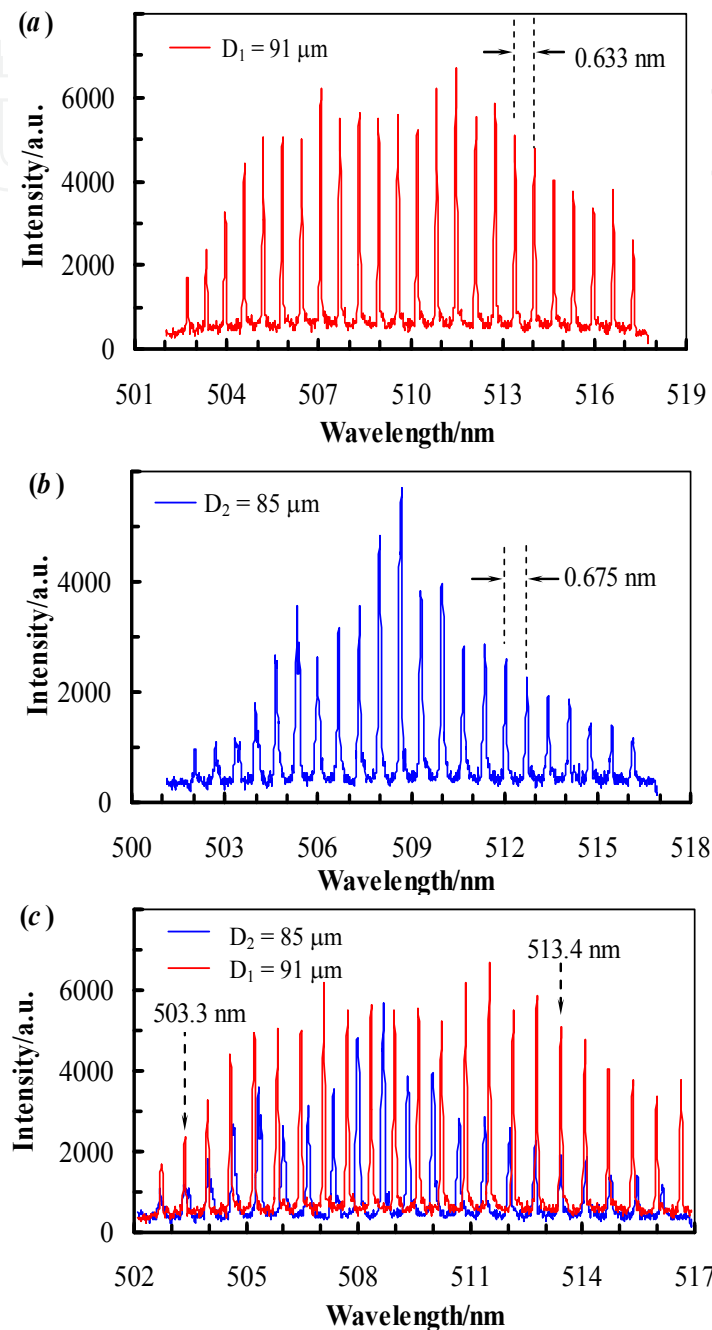 (a)
D₁ = 91 μm
0.633 nm
6000
4000
2000
0
Intensity/a.u.
501 504 507 510 513 516 519
Wavelength/nm
(b)
D₂ = 85 μm
0.675 nm
4000
2000
0
Intensity/a.u.
500 503 506 509 512 515 518
Wavelength/nm
(c)
D₂ = 85 μm
D₁ = 91 μm
513.4 nm
503.3 nm
6000
4000
2000
0
Intensity/a.u.
502 505 508 511 514 517
Wavelength/nm